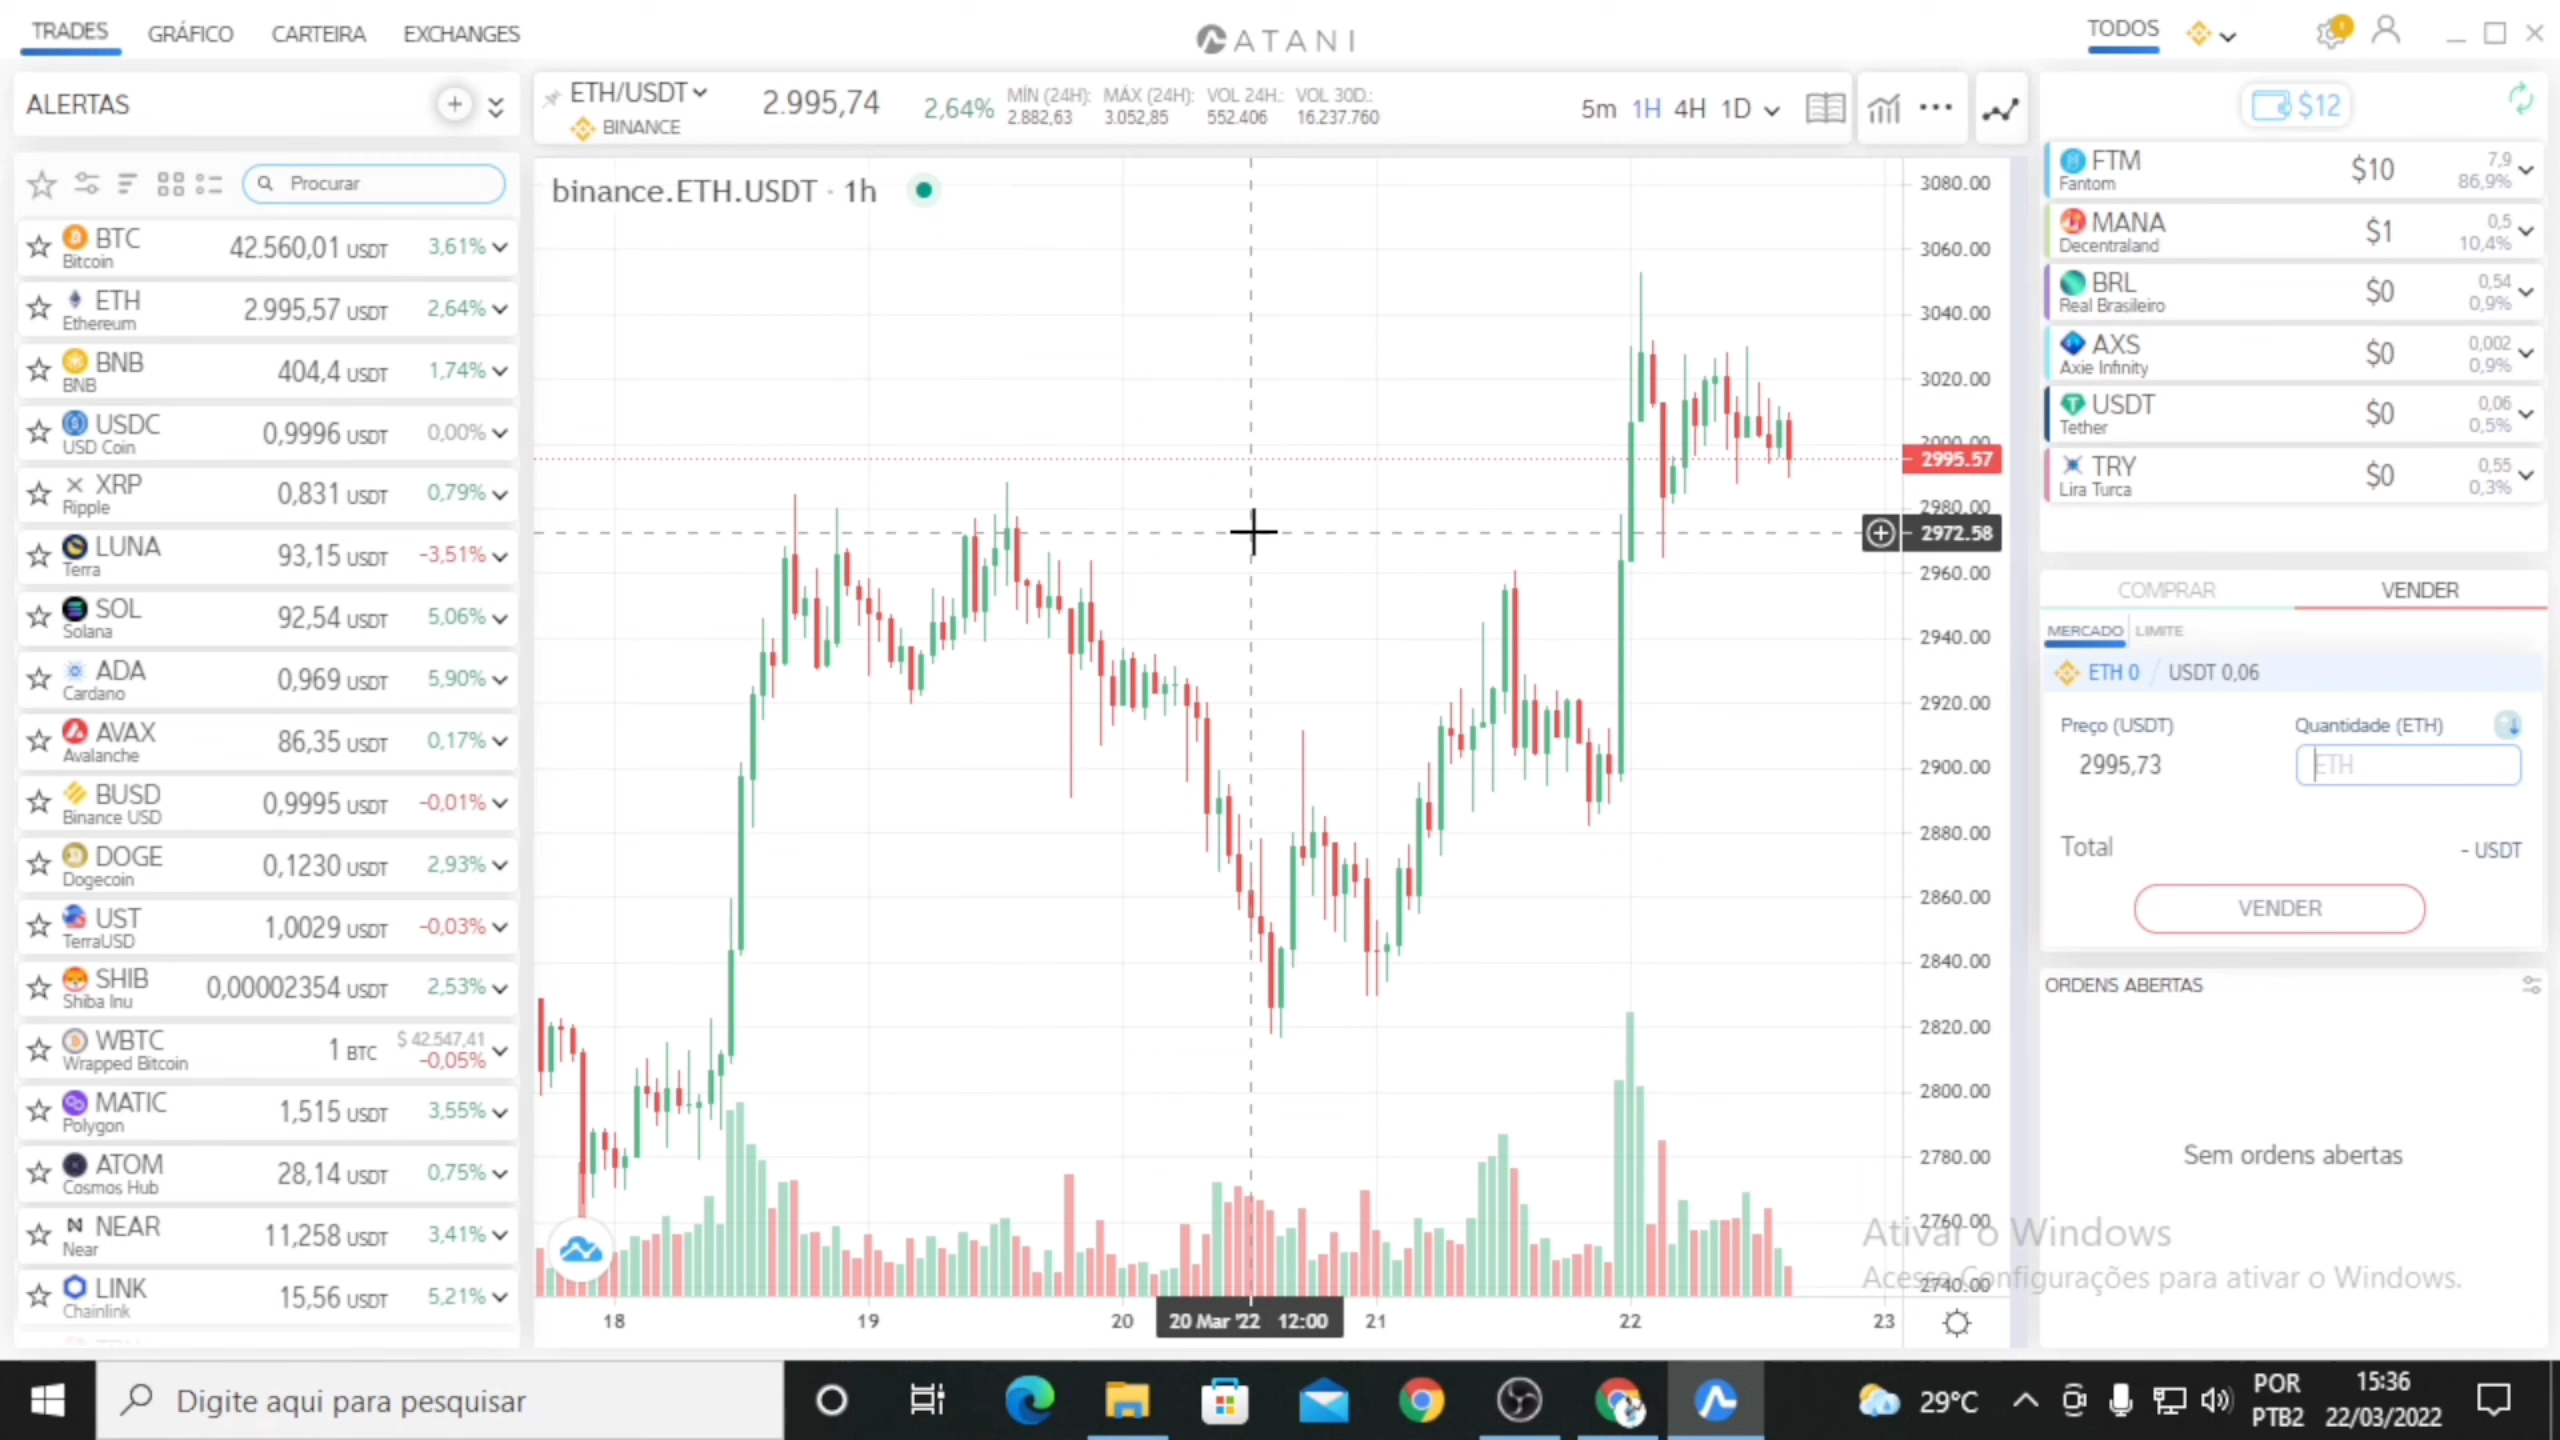 TRADES GRÁFICO CARTEIRA EXCHANGES
ATANI
TODOS
ALERTAS
ETH/USDT
BINANCE
2.995,74
2,64%
MÍN (24H): MÁX (24H): VOL 24H.: VOL 30D.:
2.882,63 3.052,85 552.406 16.237.760
5m 1H 4H 1D
$12
Procurar
BTC 42.560,01 USDT 3,61%
Bitcoin
ETH 2.995,57 USDT 2,64%
Ethereum
BNB 404,4 USDT 1,74%
BNB
USDC 0,9996 USDT 0,00%
USD Coin
XRP 0,831 USDT 0,79%
Ripple
LUNA 93,15 USDT -3,51%
Terra
SOL 92,54 USDT 5,06%
Solana
ADA 0,969 USDT 5,90%
Cardano
AVAX 86,35 USDT 0,17%
Avalanche
BUSD 0,9995 USDT -0,01%
Binance USD
DOGE 0,1230 USDT 2,93%
Dogecoin
UST 1,0029 USDT -0,03%
TerraUSD
SHIB 0,00002354 USDT 2,53%
Shiba Inu
WBTC 1 BTC $ 42.547,41
Wrapped Bitcoin -0,05%
MATIC 1,515 USDT 3,55%
Polygon
ATOM 28,14 USDT 0,75%
Cosmos Hub
NEAR 11,258 USDT 3,41%
Near
LINK 15,56 USDT 5,21%
Chainlink
binance.ETH.USDT · 1h
3080.00
3060.00
3040.00
3020.00
3000.00
2995.57
2980.00
2972.58
2960.00
2940.00
2920.00
2900.00
2880.00
2860.00
2840.00
2820.00
2800.00
2780.00
2760.00
2740.00
18 19 20 20 Mar '22 12:00 21 22 23
FTM $10 7,9
Fantom 86,9%
MANA $1 0,5
Decentraland 10,4%
BRL $0 0,54
Real Brasileiro 0,9%
AXS $0 0,002
Axie Infinity 0,9%
USDT $0 0,06
Tether 0,5%
TRY $0 0,55
Lira Turca 0,3%
COMPRAR VENDER
MERCADO LIMITE
ETH 0 / USDT 0,06
Preço (USDT) Quantidade (ETH)
2995,73 ETH
Total - USDT
VENDER
ORDENS ABERTAS
Sem ordens abertas
Ativar o Windows
Acesse Configurações para ativar o Windows.
Digite aqui para pesquisar
29°C
POR
PTB2
15:36
22/03/2022